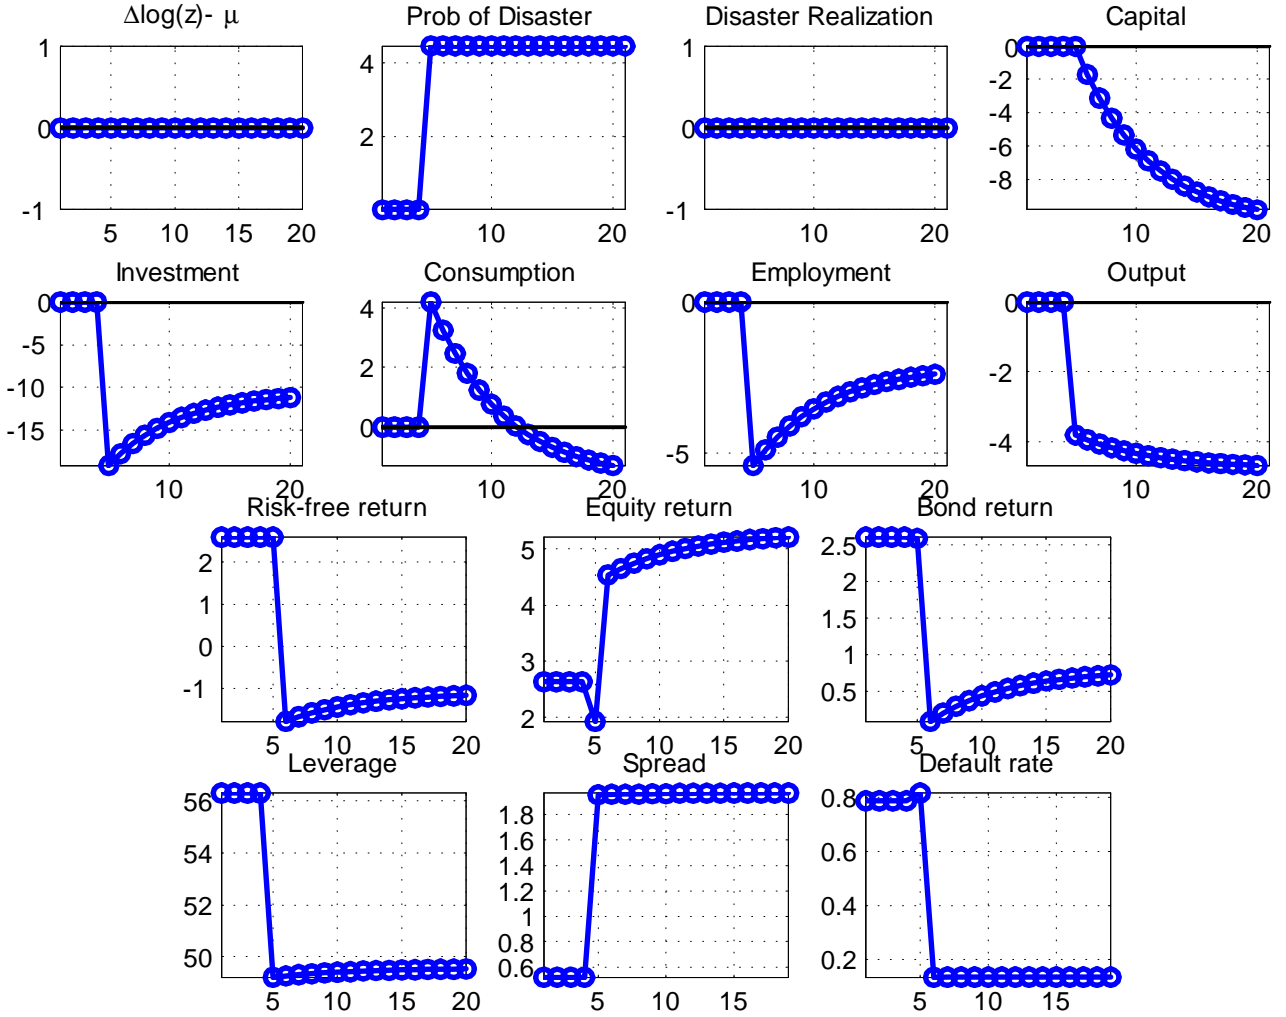 Δlog(z)- μ
Prob of Disaster
Disaster Realization
Capital
1
0
-1
5 10 15 20
4
2
10 20
1
0
-1
10 20
0
-2
-4
-6
-8
10 20
Investment
Consumption
Employment
Output
0
-5
-10
-15
10 20
4
2
0
10 20
0
-5
10 20
0
-2
-4
10 20
Risk-free return
Equity return
Bond return
2
1
0
-1
5 10 15 20
5
4
3
2
5 10 15 20
2.5
2
1.5
1
0.5
5 10 15 20
Leverage
Spread
Default rate
56
54
52
50
5 10 15 20
1.8
1.6
1.4
1.2
1
0.8
0.6
5 10 15
0.8
0.6
0.4
0.2
5 10 15